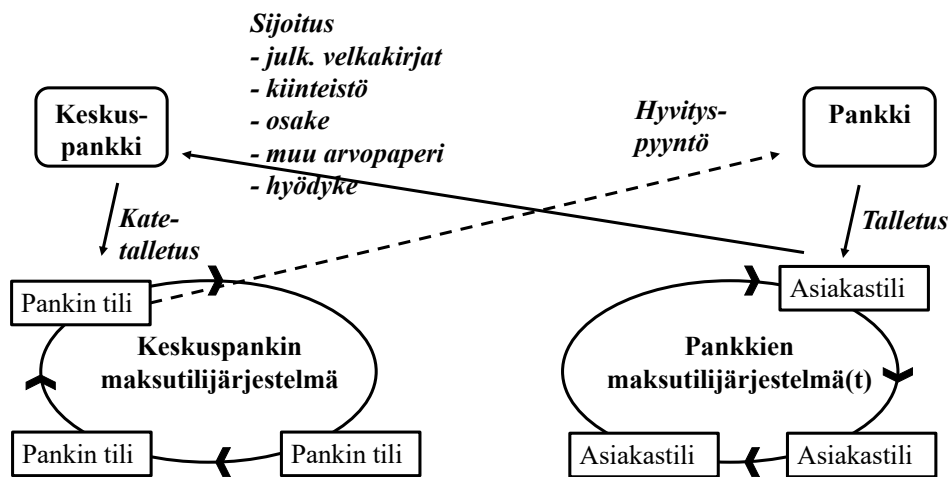 Sijoitus
- julk. velkakirjat
- kiinteistö
- osake
- muu arvopaperi
- hyödyke
Keskus-
pankki
Hyvitys-
pyyntö
Pankki
Kate-
talletus
Talletus
Pankin tili
Asiakastili
Keskuspankin
maksutilijärjestelmä
Pankkien
maksutilijärjestelmä(t)
Pankin tili
Pankin tili
Asiakastili
Asiakastili